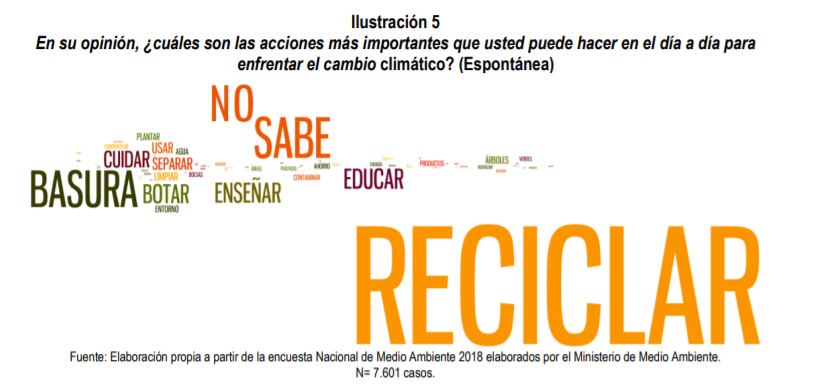 Ilustración 5
En su opinión, ¿cuáles son las acciones más importantes que usted puede hacer en el día a día para
enfrentar el cambio climático? (Espontánea)
NO
SABE
PLANTAR
USAR AGUA
CUIDAR SEPARAR
LIMPIAR BOLSAS
BASURA BOTAR
ENTORNO
ENSEÑAR
AHORRO
CONTAMINAR
EDUCAR
PRODUCTOS
ÁRBOLES VERDES
RECICLAR
Fuente: Elaboración propia a partir de la encuesta Nacional de Medio Ambiente 2018 elaborados por el Ministerio de Medio Ambiente.
N= 7.601 casos.